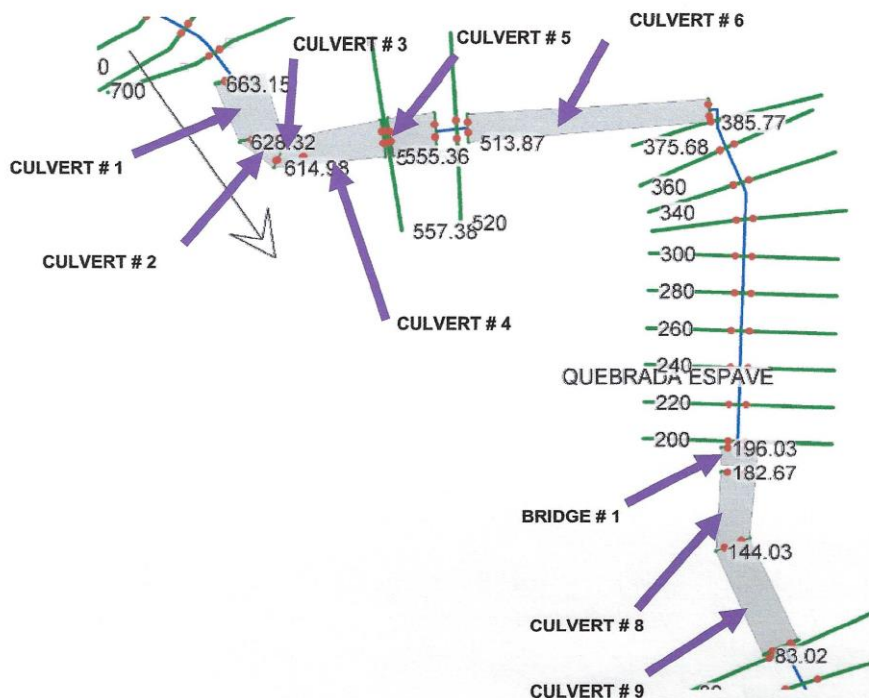 CULVERT # 3
CULVERT # 5
CULVERT # 6
0
700
663.15
628.32
614.98
555.36
513.87
385.77
375.68
CULVERT # 1
360
340
557.38
520
CULVERT # 2
300
280
CULVERT # 4
260
240
QUEBRADA ESPAVE
220
200
196.03
182.67
BRIDGE # 1
144.03
CULVERT # 8
83.02
CULVERT # 9